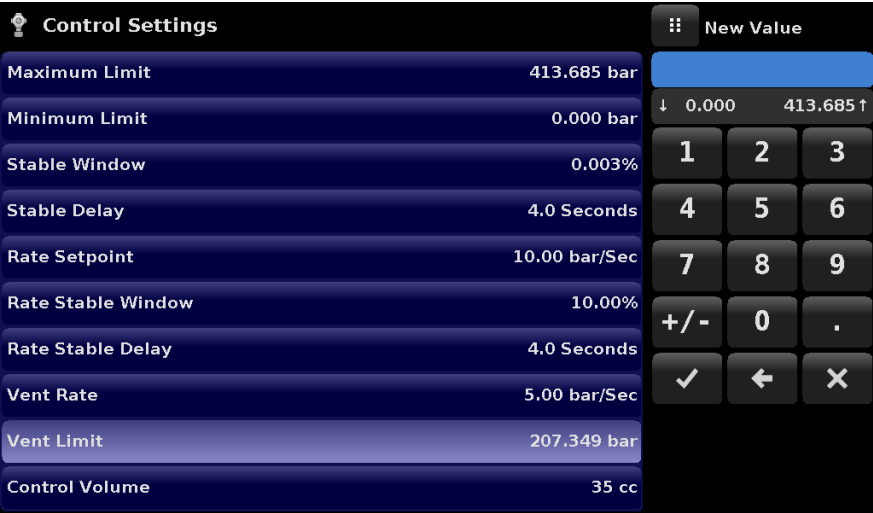 Control Settings
New Value
Maximum Limit 413.685 bar
Minimum Limit 0.000 bar
Stable Window 0.003%
Stable Delay 4.0 Seconds
Rate Setpoint 10.00 bar/Sec
Rate Stable Window 10.00%
Rate Stable Delay 4.0 Seconds
Vent Rate 5.00 bar/Sec
Vent Limit 207.349 bar
Control Volume 35 cc
↓ 0.000 413.685↑
1 2 3
4 5 6
7 8 9
+/- 0 .